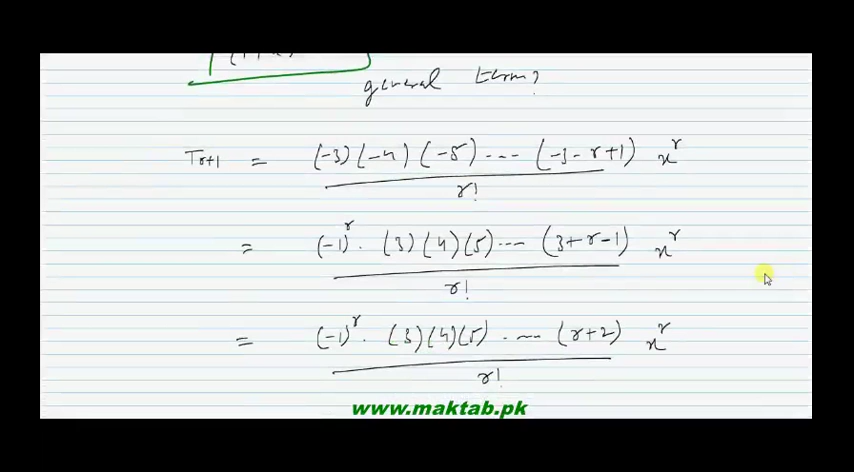 general term?
Tr+1 = (-3)(-4)(-5)---(-3-r+1) x^r
r!
= (-1)^r . (3)(4)(5)---(3+r-1) x^r
r!
= (-1)^r . (3)(4)(5) . ---(r+2) x^r
r!
www.maktab.pk